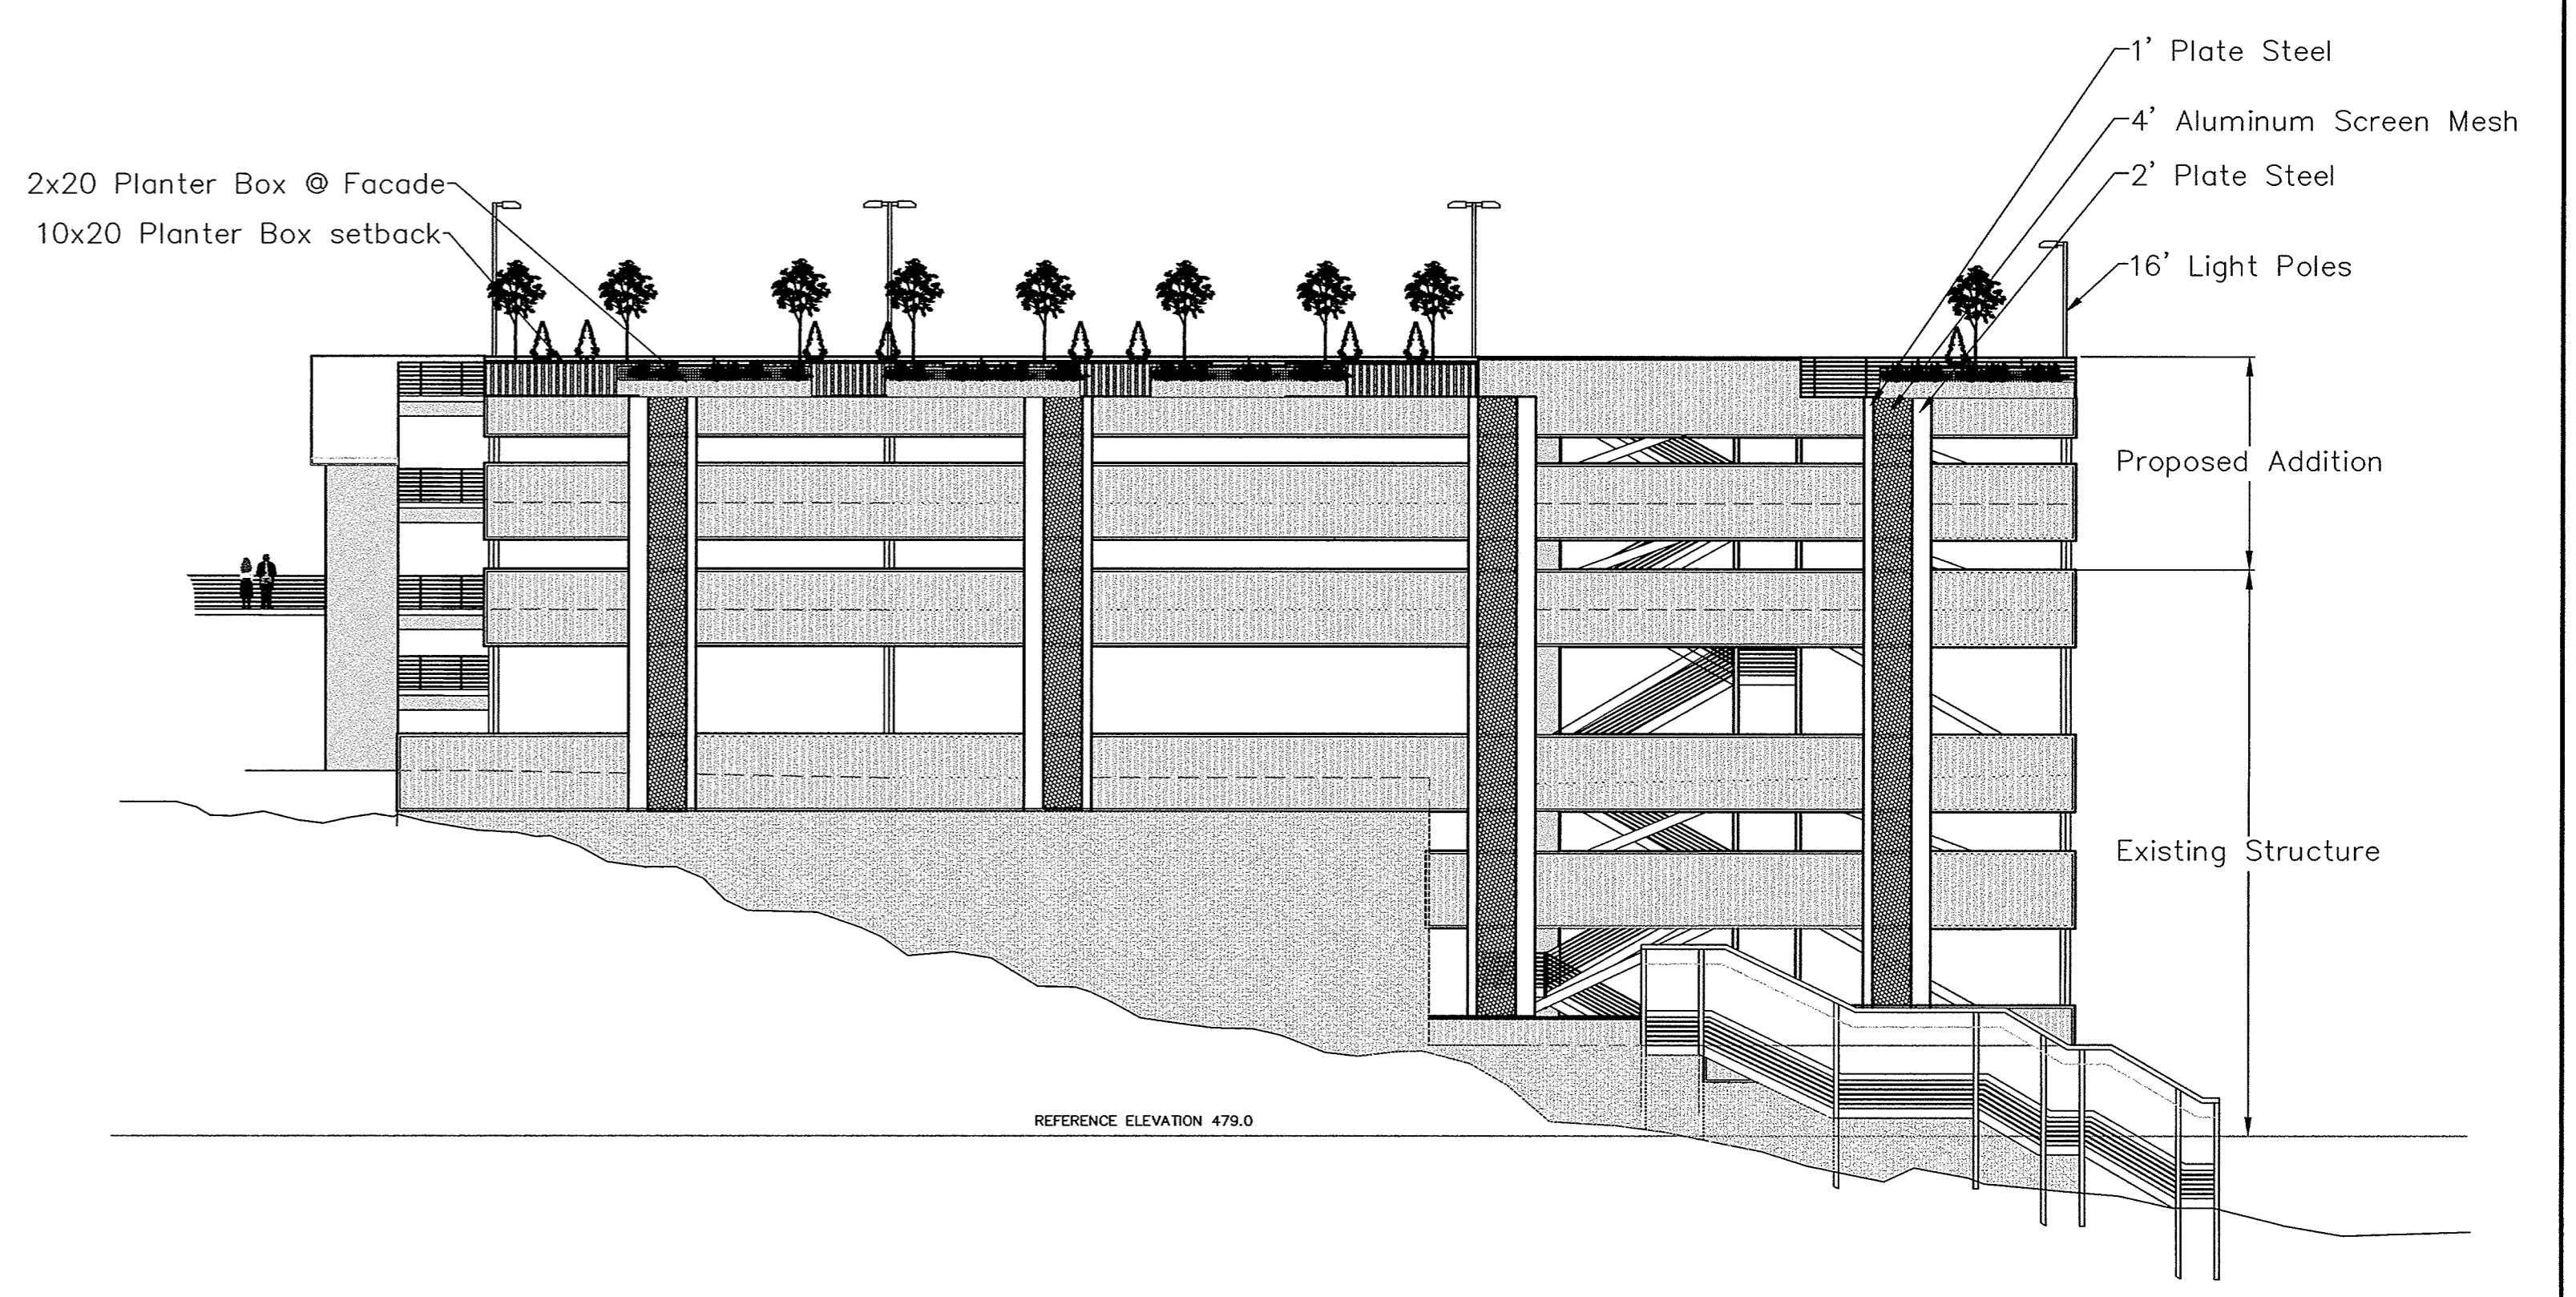 1' Plate Steel
4' Aluminum Screen Mesh
2' Plate Steel
2x20 Planter Box @ Facade
10x20 Planter Box setback
16' Light Poles
Proposed Addition
Existing Structure
REFERENCE ELEVATION 479.0